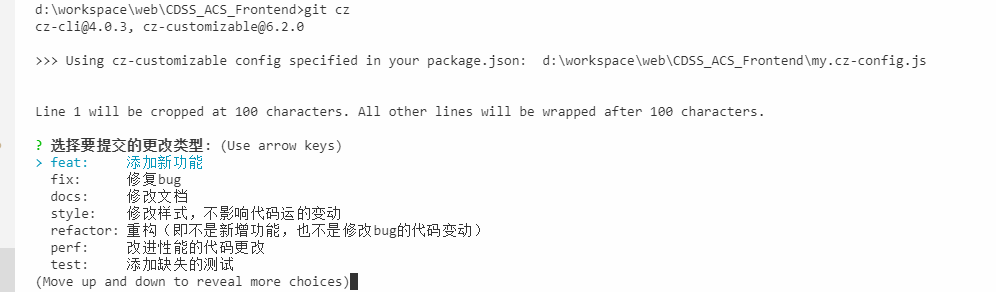 d:\workspace\web\CDSS_ACS_Frontend>git cz
cz-cli@4.0.3, cz-customizable@6.2.0
>>> Using cz-customizable config specified in your package.json:  d:\workspace\web\CDSS_ACS_Frontend\my.cz-config.js
Line 1 will be cropped at 100 characters. All other lines will be wrapped after 100 characters.
? 选择要提交的更改类型: (Use arrow keys)
> feat:     添加新功能
  fix:      修复bug
  docs:     修改文档
  style:    修改样式，不影响代码运的变动
  refactor: 重构（即不是新增功能，也不是修改bug的代码变动）
  perf:     改进性能的代码更改
  test:     添加缺失的测试
(Move up and down to reveal more choices)